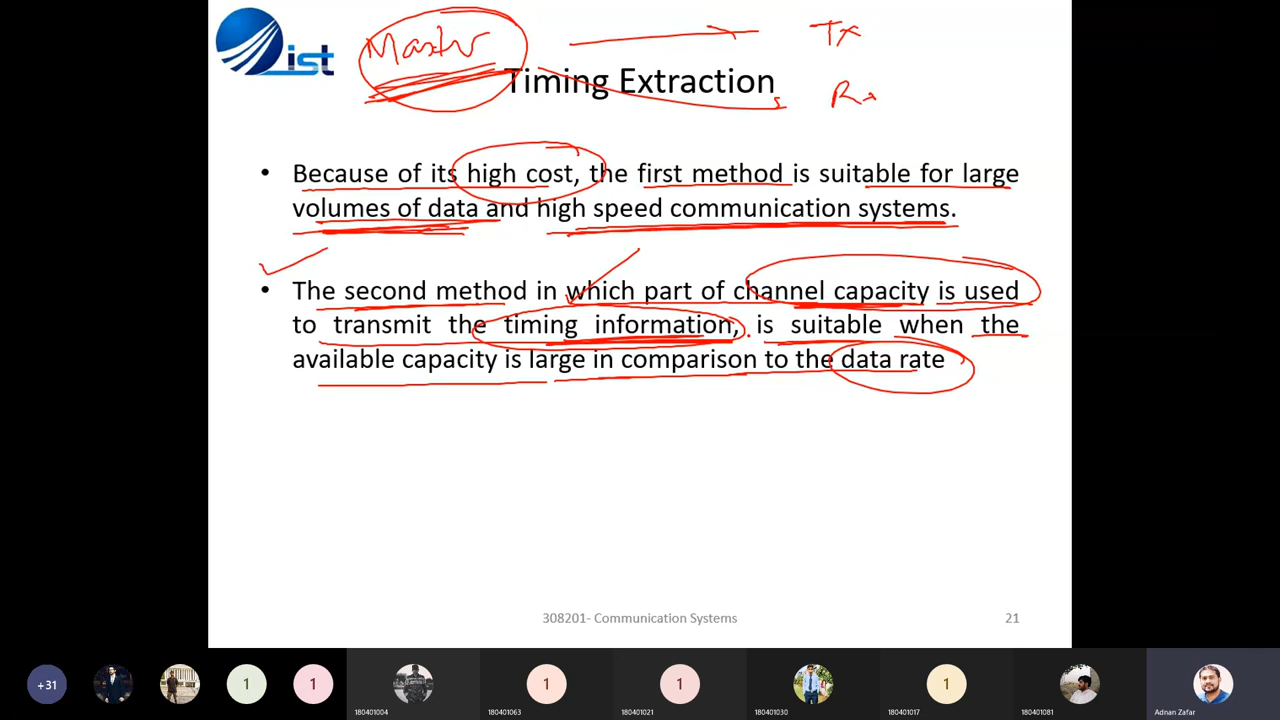 ist
Master
Tx
Timing Extraction
Rx
• Because of its high cost, the first method is suitable for large
volumes of data and high speed communication systems.
• The second method in which part of channel capacity is used
to transmit the timing information, is suitable when the
available capacity is large in comparison to the data rate
308201- Communication Systems
21
+31
1
1
1
1
1
180401004
180401063
180401021
180401030
180401017
180401081
Adnan Zafar